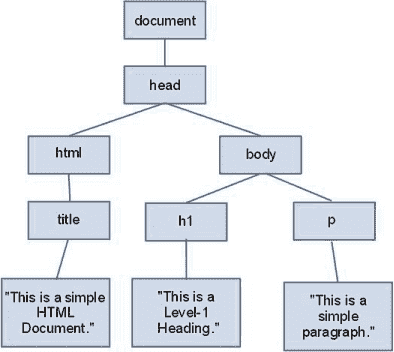 document
head
html
body
title
h1
p
"This is a simple
HTML
Document."
"This is a
Level-1
Heading."
"This is a
simple
paragraph."